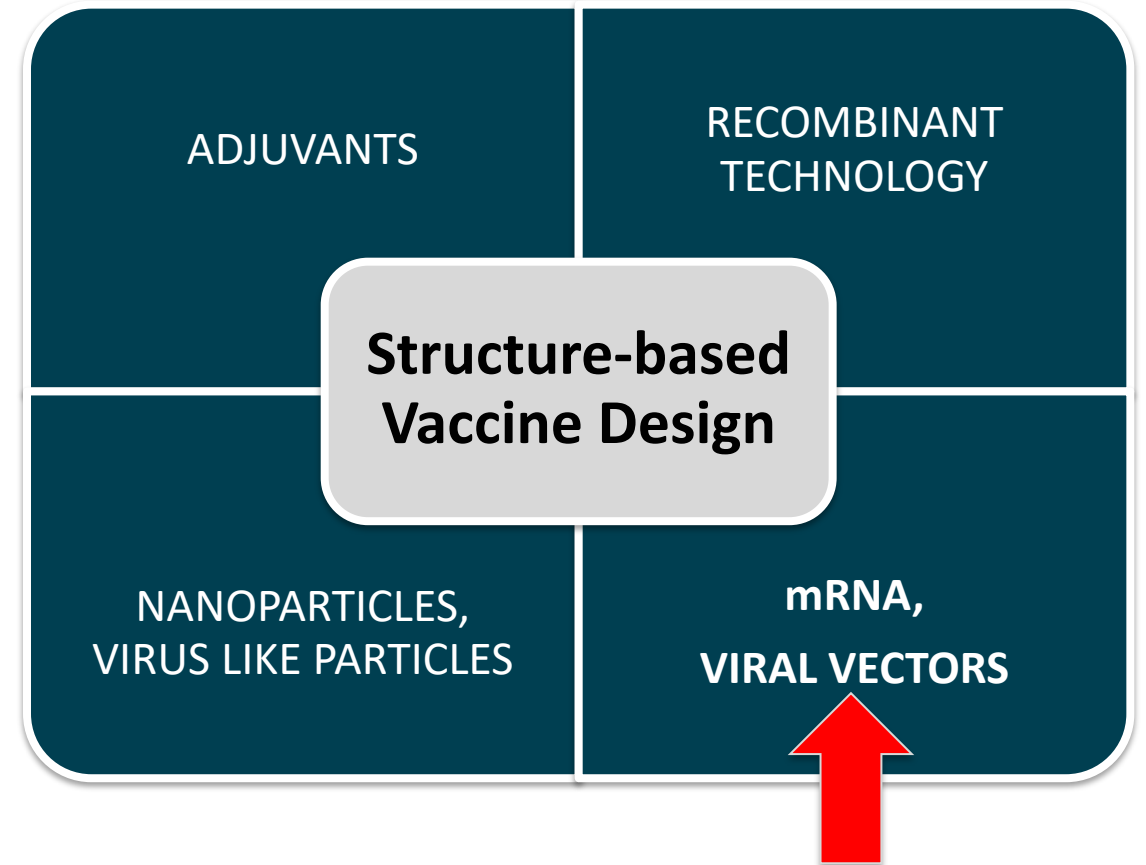 ADJUVANTS
RECOMBINANT
TECHNOLOGY
Structure-based
Vaccine Design
NANOPARTICLES,
VIRUS LIKE PARTICLES
mRNA,
VIRAL VECTORS